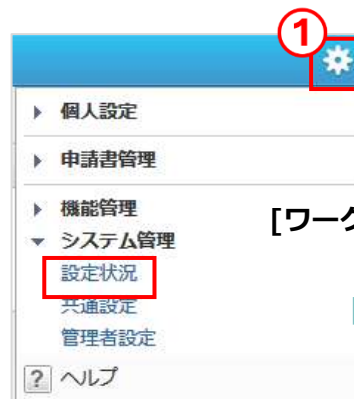 ①
個人設定
申請書管理
機能管理
[ワーク
システム管理
設定状況
共通設定
管理者設定
? ヘルプ